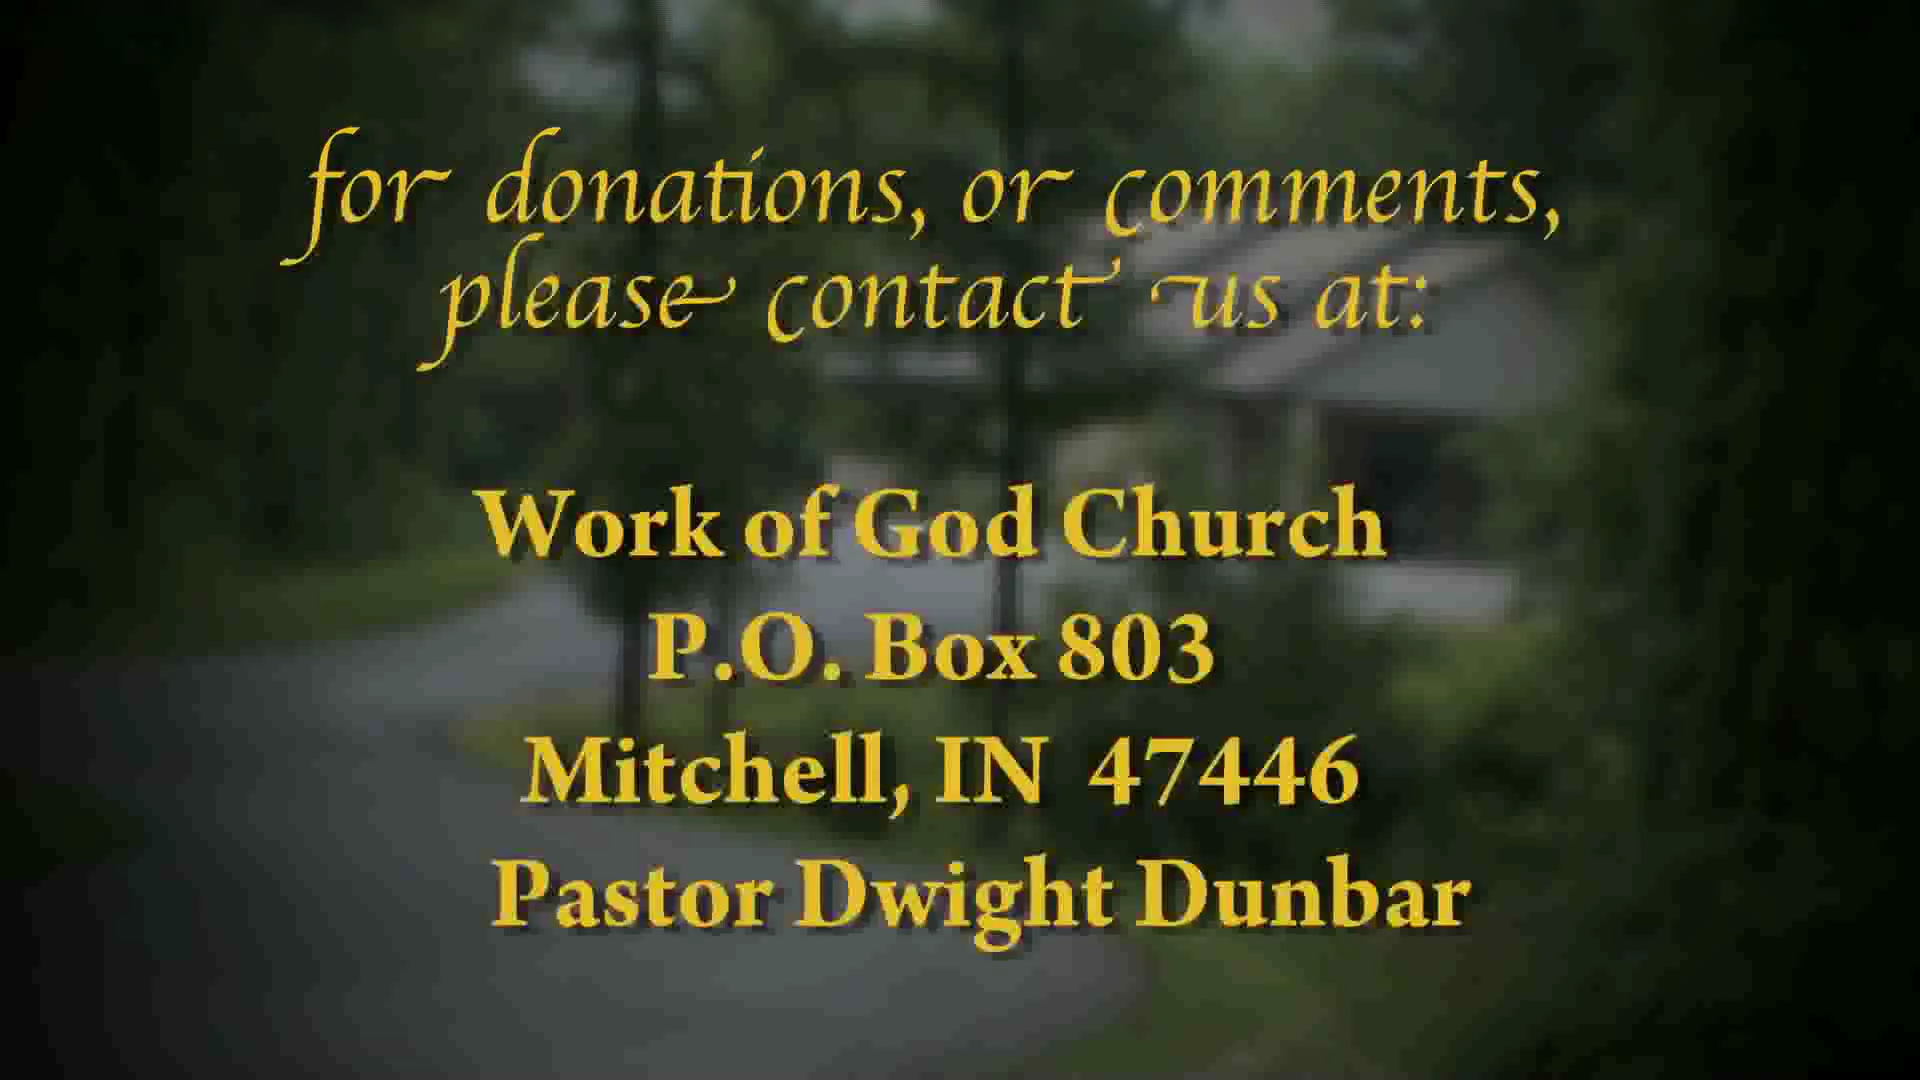 for donations, or comments,
please contact us at:
Work of God Church
P.O. Box 803
Mitchell, IN  47446
Pastor Dwight Dunbar